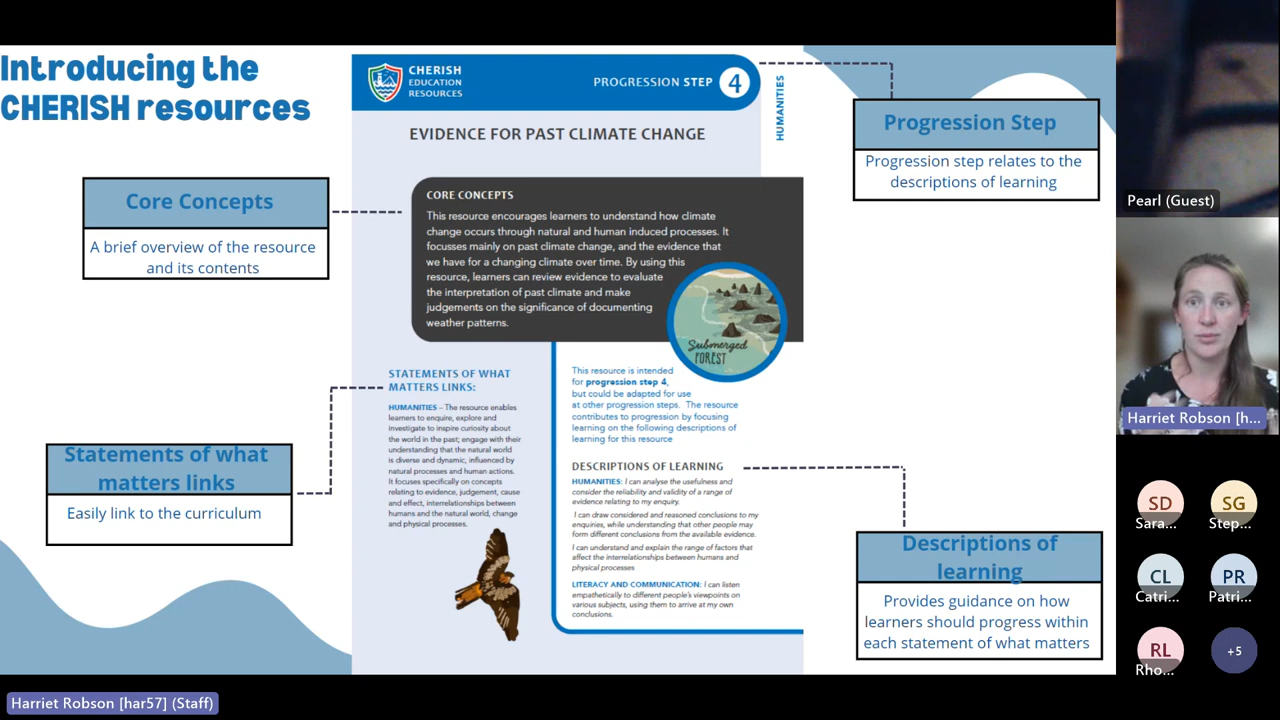 Introducing the
CHERISH resources
CHERISH
EDUCATION
RESOURCES
PROGRESSION STEP 4
HUMANITIES
EVIDENCE FOR PAST CLIMATE CHANGE
Progression Step
Progression step relates to the
descriptions of learning
Core Concepts
A brief overview of the resource
and its contents
CORE CONCEPTS
This resource encourages learners to understand how climate
change occurs through natural and human induced processes. It
focusses mainly on past climate change, and the evidence that
we have for a changing climate over time. By using this
resource, learners can review evidence to evaluate
the interpretation of past climate and make
judgements on the significance of documenting
weather patterns.
Submerged
FOREST
STATEMENTS OF WHAT
MATTERS LINKS:
HUMANITIES – The resource enables
learners to enquire, explore and
investigate to inspire curiosity about
the world in the past; engage with their
understanding that the natural world
is diverse and dynamic, influenced by
natural processes and human actions.
It focuses specifically on concepts
relating to evidence, judgement, cause
and effect, interrelationships between
humans and the natural world, change
and physical processes.
Statements of what
matters links
Easily link to the curriculum
This resource is intended
for progression step 4,
but could be adapted for use
at other progression steps. The resource
contributes to progression by focusing
learning on the following descriptions of
learning for this resource
DESCRIPTIONS OF LEARNING
HUMANITIES: I can analyse the usefulness and
consider the reliability and validity of a range of
evidence relating to my enquiry.
I can draw considered and reasoned conclusions to my
enquiries, while understanding that other people may
form different conclusions from the available evidence.
I can understand and explain the range of factors that
affect the interrelationships between humans and
physical processes
LITERACY AND COMMUNICATION: I can listen
empathetically to different people's viewpoints on
various subjects, using them to arrive at my own
conclusions.
Descriptions of
learning
Provides guidance on how
learners should progress within
each statement of what matters
Pearl (Guest)
Harriet Robson [h...
SD
Sara...
SG
Step...
CL
Catri...
PR
Patri...
RL
Rho...
+5
Harriet Robson [har57] (Staff)